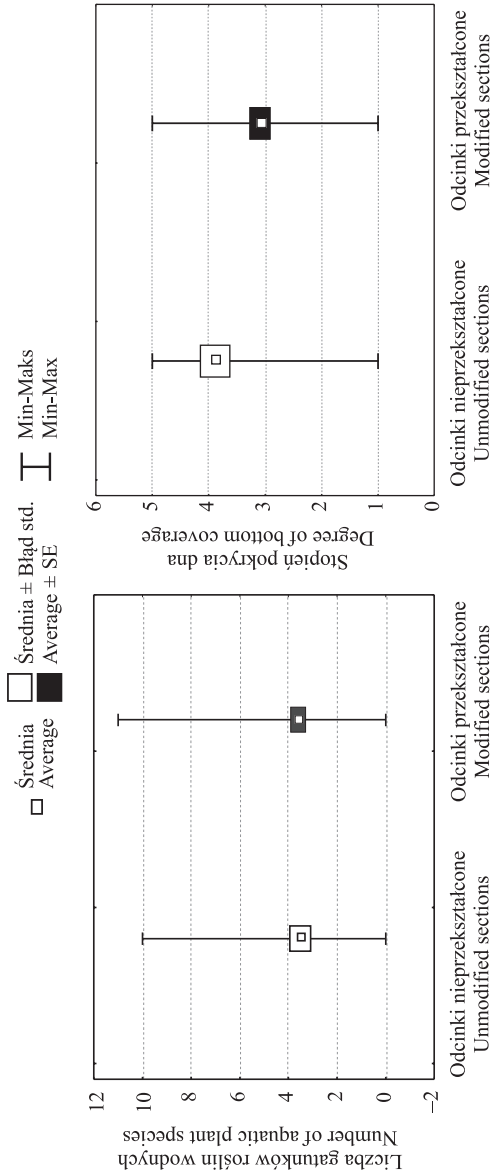 Średnia
Average
Średnia ± Błąd std.
Average ± SE
Min-Maks
Min-Max
Liczba gatunków roślin wodnych
Number of aquatic plant species
12
10
8
6
4
2
0
–2
Odcinki nieprzekształcone
Unmodified sections
Odcinki przekształcone
Modified sections
Stopień pokrycia dna
Degree of bottom coverage
6
5
4
3
2
1
0
Odcinki nieprzekształcone
Unmodified sections
Odcinki przekształcone
Modified sections